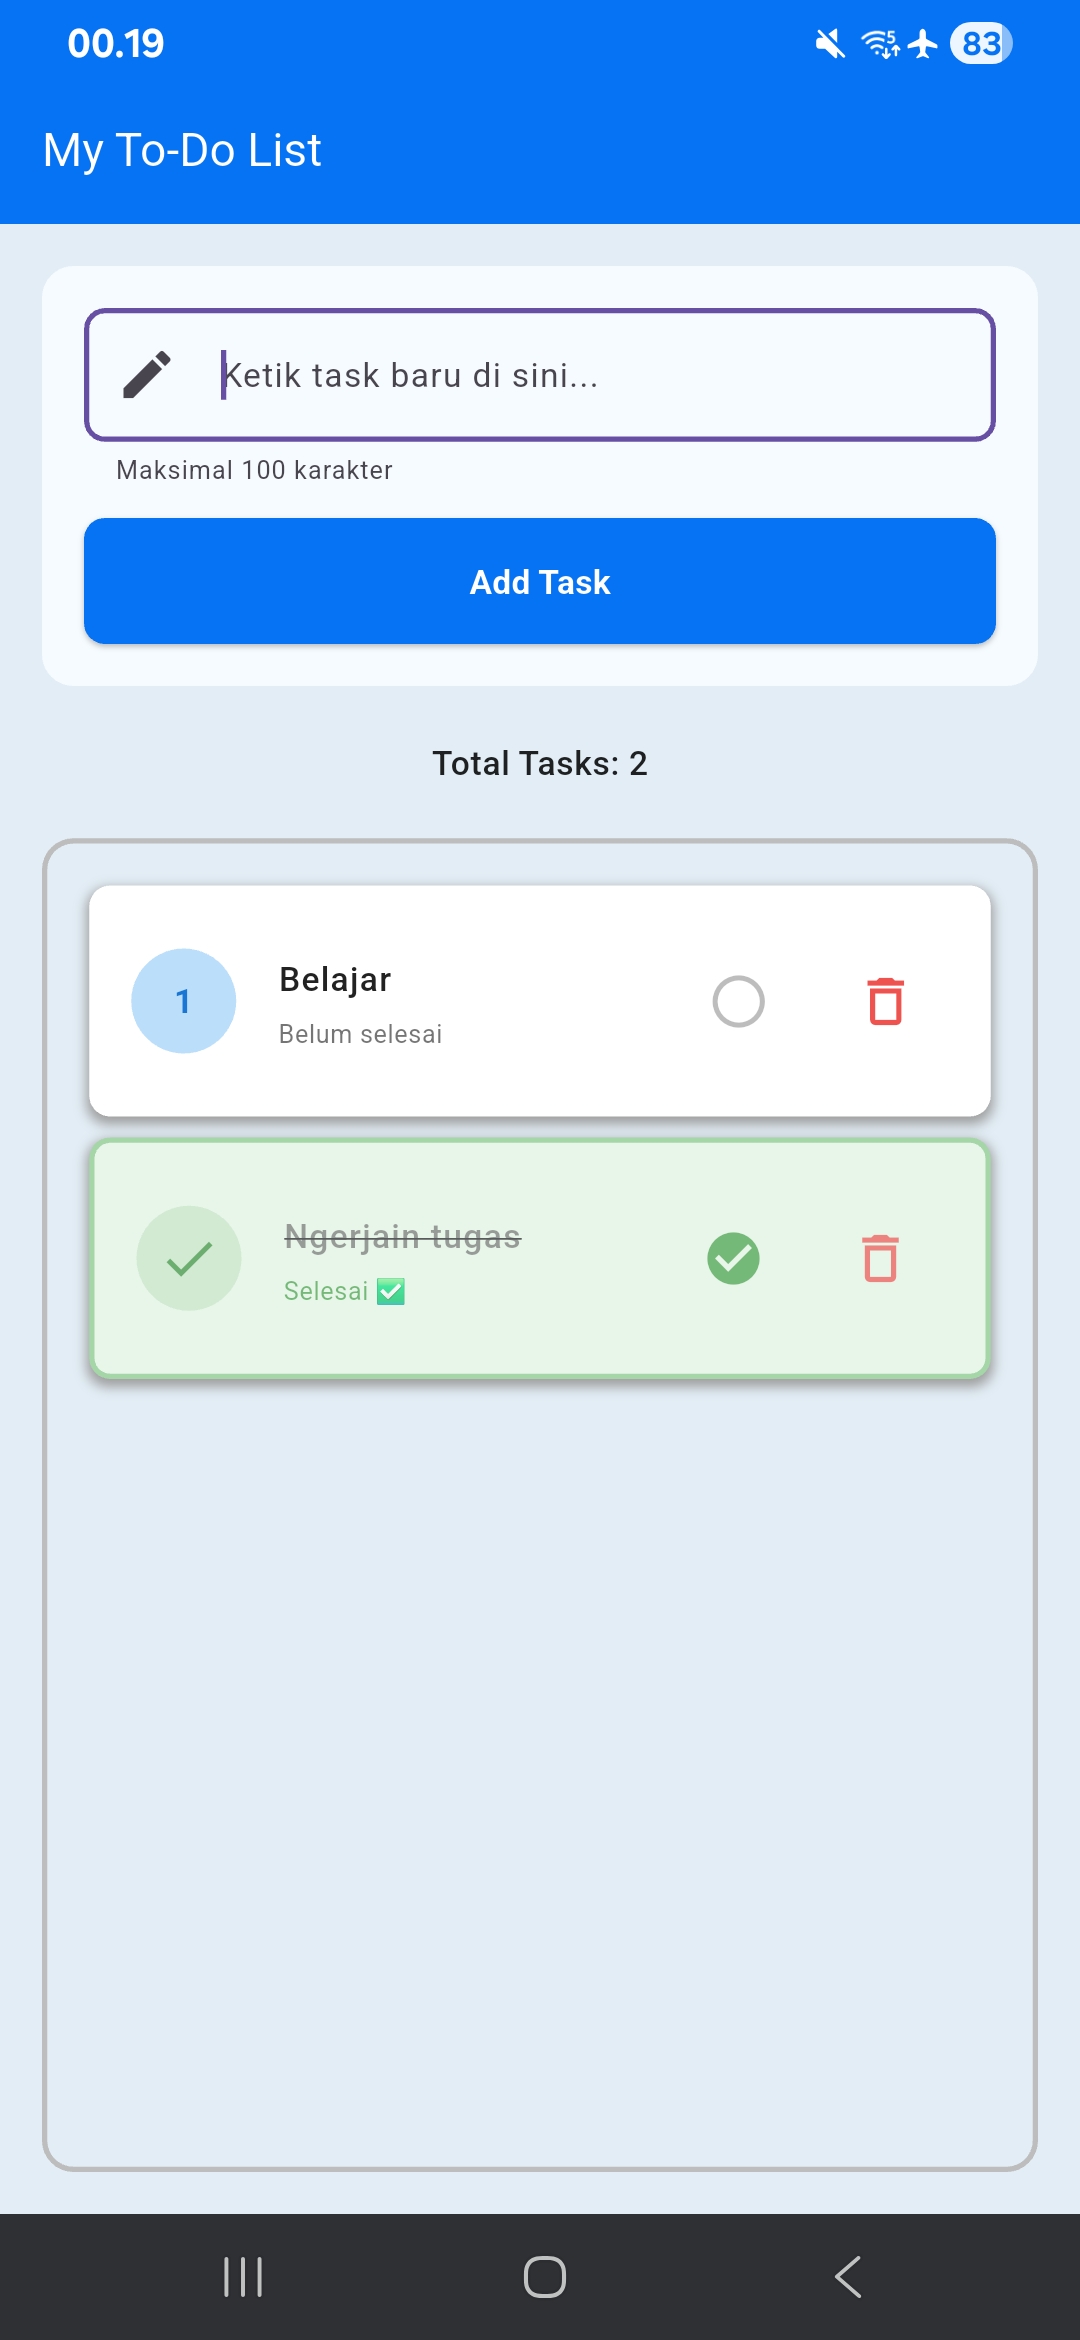 00.19
5
83
My To-Do List
Ketik task baru di sini...
Maksimal 100 karakter
Add Task
Total Tasks: 2
1
Belajar
Belum selesai
Ngerjain tugas
Selesai ✅